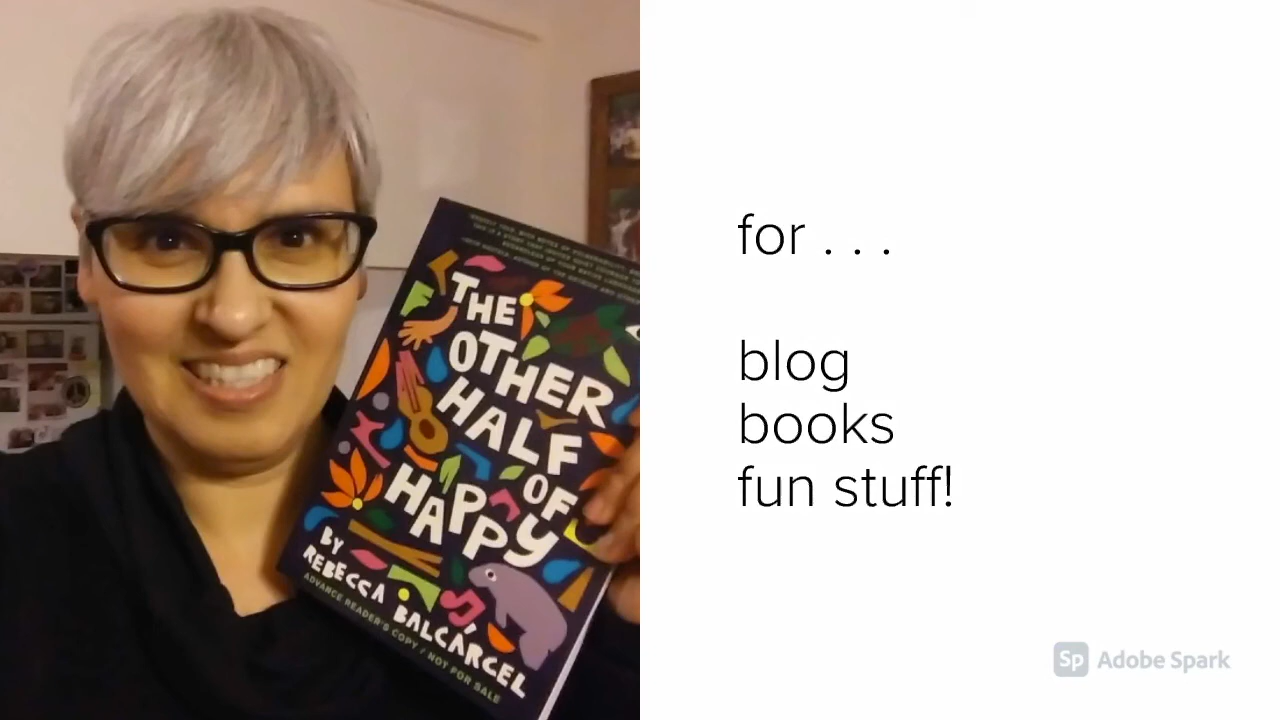 THE
OTHER
HALF
OF
HAPPY
BY
REBECCA BALCÁRCEL
ADVANCE READER'S COPY / NOT FOR SALE
for . . .
blog
books
fun stuff!
Sp Adobe Spark